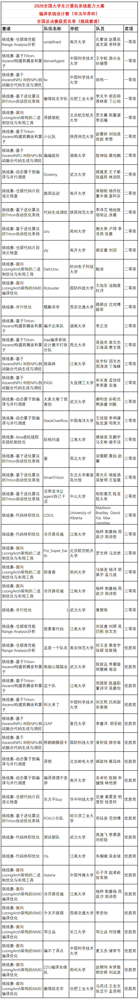 2026全国大学生计算机系统能力大赛
编译系统设计赛（华为毕昇杯）
全国总决赛获奖名单（挑战赛道）
赛道 队伍名称 学校 队员 奖项
挑战赛-仓颉高性能Range Analysis分析 undefined 南开大学 孔繁语 赵曼欣 曲文萌 李梓菲 一等奖
挑战赛-基于Triton-Ascend构建昇腾亲和算子 KernelAgent 中国科学技术大学 王宇航 游兴业 孙婧雯 一等奖
挑战赛-基于AscendNPU IR的NPU自动融合代码生成与调优 fw 中国科学技术大学 郑伟一 一等奖
挑战赛-基于进化算法的Triton自动优化系统 懒得起名字队 合肥工业大学 李天宇 胡苏桓 蒋林宸 丁心怡 一等奖
挑战赛-面向LoongArch架构的二进制优化与布局工具 译路领航 北京航空航天大学 罗天翼 郭蕙源 李岳曈 一等奖
挑战赛-基于Triton-Ascend构建昇腾亲和算子 小比队 陕西师范大学 赵菁妍 刘怡淇 张妮 李想 二等奖
挑战赛-基于AscendNPU IR的NPU自动融合代码生成与调优 编编就好 湖南大学 陈坤灿 聂怡鹏 二等奖
挑战赛-动态算子图编译与并行调度 Doremy 武汉大学 顾晨旻 王子蕲 张盛哲 林润民 二等奖
挑战赛-仓颉代码片段语义检查 圆周运动 南开大学 禹相祐 杨乔钦 董丰瑞 查科言 二等奖
挑战赛-基于进化算法的Triton自动优化系统 代码生成调优 陕西师范大学 李泽芃 杨旭宸 邬佑达 涂嘉 二等奖
挑战赛-基于进化算法的Triton自动优化系统 zzu 郑州大学 谢天贵 卢琦 李浩然 张嘉 二等奖
挑战赛-仓颉代码片段语义检查 yly 南开大学 郝亚蕾 刘玥 二等奖
挑战赛-面向LoongArch架构的二进制优化与布局工具 Delt1tnu 杭州电子科技大学 鲍溶 二等奖
挑战赛-面向LoongArch架构的SIMD编译优化 Robuster 国防科技大学 王旭东 汤翔晟 杜洋 二等奖
挑战赛-并行优化 精勤求学 西安交通大学 路顺吉 沈琮博 薛军 二等奖
挑战赛-基于Triton-Ascend构建昇腾亲和算子 编不出来队 湖南大学 李正浩 三等奖
挑战赛-基于Triton-Ascend构建昇腾亲和算子 Aaa编译系统设计赛不打铁分队 西北大学 吴俊杰 袁文杰 王海涵 费文强 三等奖
挑战赛-基于AscendNPU IR的NPU自动融合代码生成与调优 铁森林 江南大学 张宇轩 邵文杰 周涛涛 丁海峰 三等奖
挑战赛-基于AscendNPU IR的NPU自动融合代码生成与调优 PASS 大连理工大学 牟长青 孟怡佳 李英豪 安逸 三等奖
挑战赛-动态算子图编译与并行调度 大家太卷了我害怕 武汉大学 谢昀含 孙阳光 熊奕睿 刘毅 三等奖
挑战赛-动态算子图编译与并行调度 StackOverflow 中国海洋大学 王佳琪 李明谦 陈忠源 邓笑天 三等奖
挑战赛-Java虚拟线程实现机制优化 轻栈问道 江南大学 唐骏尧 匡鹏宇 马文彬 商宇洁 三等奖
挑战赛-基于进化算法的Triton自动优化系统 壹 西北大学 宋儆颢 聂灿 赵攀 三等奖
挑战赛-基于进化算法的Triton自动优化系统 SmartTriton 东北大学秦皇岛分校 蒋天乐 杨智涵 吴智明 王玺晨 三等奖
挑战赛-基于进化算法的Triton自动优化系统 没带龙书让agent自己干活 中山大学 欧阳易芃 陈龙 陈大有 三等奖
挑战赛-代码体积优化 CDOL University of Alberta Madison Bradley David Xia Max Leontiev 三等奖
挑战赛-代码体积优化 冷月葬花魂 江南大学 杨梓 郭嘉杨 周政汐 郑诗哲 三等奖
挑战赛-面向LoongArch架构的二进制优化与布局工具 For_Super_Earth 北京航空航天大学 罗文烨 马浩然 三等奖
挑战赛-面向LoongArch架构的二进制优化与布局工具 郑青春 郑州大学 马驰尧 杨洋 胡昊宇 孟凡兹 三等奖
挑战赛-面向LoongArch架构的二进制优化与布局工具 冷月葬花魂 江南大学 杨梓 郭嘉杨 周政汐 郑诗哲 三等奖
挑战赛-并行优化 1 武汉大学 黄楚依 三等奖
挑战赛-仓颉高性能Range Analysis分析 我要看代码 江南大学 刘延康 刘辉 吴仍刚 张文杰 三等奖
挑战赛-仓颉高性能Range Analysis分析 这是一个队名 南京师范大学 时玉龙 蔡青宇 张硕 张宸瑀 优胜奖
挑战赛-基于Triton-Ascend构建昇腾亲和算子 珞珈山猫猫虫 武汉大学 陈致远 李嘉瑜 郑慧琳 商谈 优胜奖
挑战赛-基于Triton-Ascend构建昇腾亲和算子 这个队 江南大学 周煜笙 陈盛阳 董诗洋 吴嘉怡 优胜奖
挑战赛-基于Triton-Ascend构建昇腾亲和算子 科大来了 中国科学技术大学 刘文熙 吕郑澍 朱荣骐 优胜奖
挑战赛-基于AscendNPU IR的NPU自动融合代码生成与调优 LEAP 复旦大学 李睿洋 胡圣航 优胜奖
挑战赛-基于AscendNPU IR的NPU自动融合代码生成与调优 胖鹈鹕佩丽卡 国防科技大学 姜析阅 颜学海 优胜奖
挑战赛-动态算子图编译与并行调度 译悟 北京邮电大学 郝政伟 蔡泓炜 优胜奖
挑战赛-动态算子图编译与并行调度 编译原理不变异 南开大学 宋卓伦 陈翔 申健强 林恺原 优胜奖
挑战赛-仓颉代码片段语义检查 东方不buy 华中科技大学 岳康 章曼莹 柏昱彤 徐旻轩 优胜奖
挑战赛-基于进化算法的Triton自动优化系统 FOG小分队 哈尔滨工业大学 苟钰尧 范恒博 优胜奖
挑战赛-代码体积优化 测试都队 武汉大学 高逸飞 李慕慈 刘欣锐 优胜奖
挑战赛-代码体积优化 Os 江南大学 朱帼嫱 吴金城 优胜奖
挑战赛-面向LoongArch架构的二进制优化与布局工具 Asteria 中国传媒大学 石子洋 赵凌崧 张常朔 优胜奖
挑战赛-面向LoongArch架构的SIMD编译优化 冷月葬花魂 江南大学 杨梓 郭嘉杨 周政汐 郑诗哲 优胜奖
挑战赛-面向LoongArch架构的SIMD编译优化 今天不报错 西南交通大学 李思怡 优胜奖
挑战赛-面向LoongArch架构的SIMD编译优化 邓立品 长江大学 邓立品 何佳慧 优胜奖
挑战赛-面向LoongArch架构的SIMD编译优化 编不了译点 中国科学技术大学 夏玉杰 储李节 优胜奖
挑战赛-面向LoongArch架构的SIMD编译优化 ZZU编译先锋队 郑州大学 赵朝伟 朱梦圆 郭世铎 刘运波 优胜奖
挑战赛-面向LoongArch架构的SIMD编译优化 懒得起名字 合肥工业大学 马丙戌 王念文 张芷宁 孟洞明 优胜奖